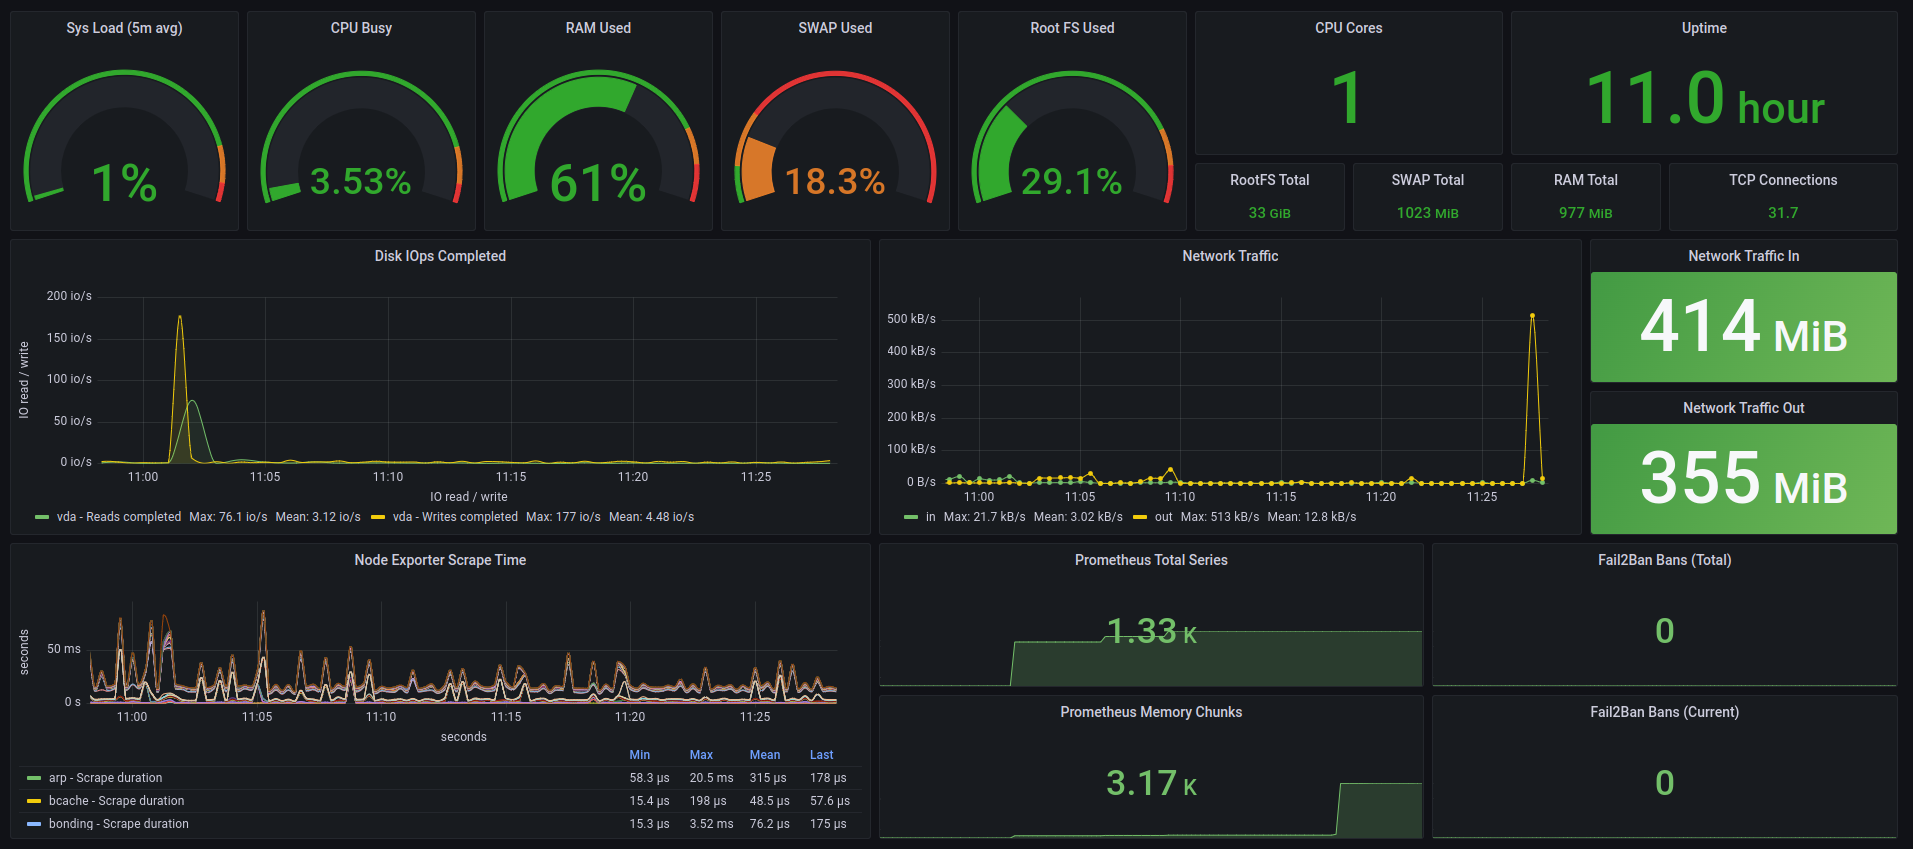 Sys Load (5m avg)
1%
CPU Busy
3.53%
RAM Used
61%
SWAP Used
18.3%
Root FS Used
29.1%
CPU Cores
1
Uptime
11.0 hour
RootFS Total
33 GiB
SWAP Total
1023 MiB
RAM Total
977 MiB
TCP Connections
31.7
Disk IOps Completed
IO read / write
200 io/s
150 io/s
100 io/s
50 io/s
0 io/s
11:00 11:05 11:10 11:15 11:20 11:25
IO read / write
vda - Reads completed Max: 76.1 io/s Mean: 3.12 io/s vda - Writes completed Max: 177 io/s Mean: 4.48 io/s
Network Traffic
500 kB/s
400 kB/s
300 kB/s
200 kB/s
100 kB/s
0 B/s
11:00 11:05 11:10 11:15 11:20 11:25
in Max: 21.7 kB/s Mean: 3.02 kB/s out Max: 513 kB/s Mean: 12.8 kB/s
Network Traffic In
414 MiB
Network Traffic Out
355 MiB
Node Exporter Scrape Time
seconds
50 ms
0 s
11:00 11:05 11:10 11:15 11:20 11:25
seconds
Min Max Mean Last
arp - Scrape duration 58.3 µs 20.5 ms 315 µs 178 µs
bcache - Scrape duration 15.4 µs 198 µs 48.5 µs 57.6 µs
bonding - Scrape duration 15.3 µs 3.52 ms 76.2 µs 175 µs
Prometheus Total Series
1.33 K
Fail2Ban Bans (Total)
0
Prometheus Memory Chunks
3.17 K
Fail2Ban Bans (Current)
0